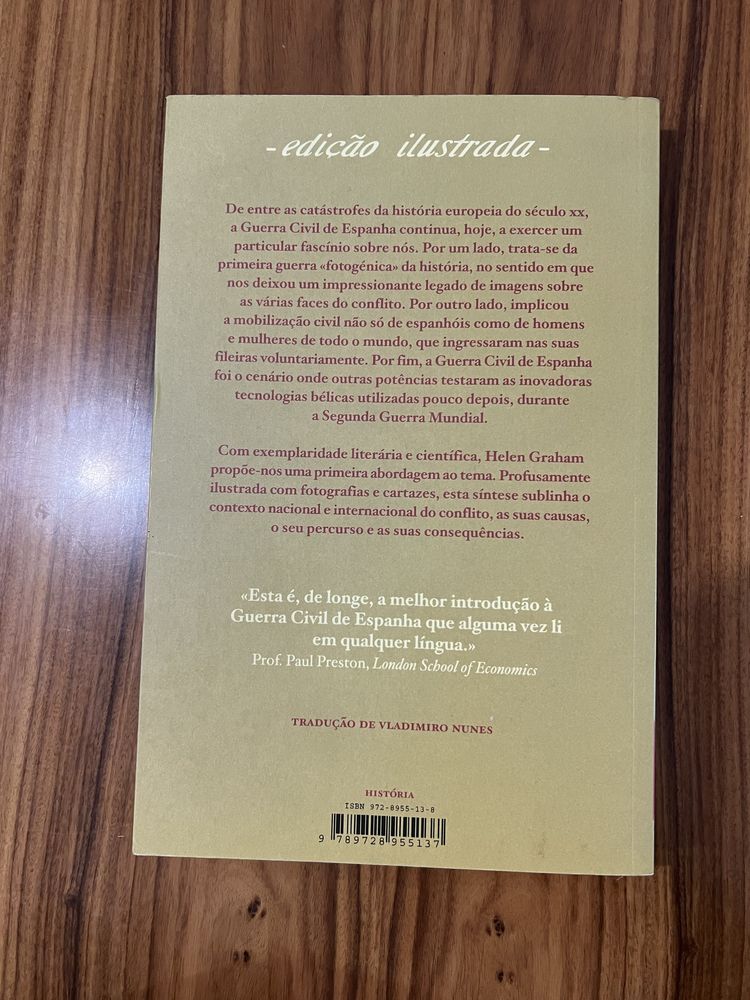 - edição ilustrada -
De entre as catástrofes da história europeia do século xx,
a Guerra Civil de Espanha continua, hoje, a exercer um
particular fascínio sobre nós. Por um lado, trata-se da
primeira guerra «fotogénica» da história, no sentido em que
nos deixou um impressionante legado de imagens sobre
as várias faces do conflito. Por outro lado, implicou
a mobilização civil não só de espanhóis como de homens
e mulheres de todo o mundo, que ingressaram nas suas
fileiras voluntariamente. Por fim, a Guerra Civil de Espanha
foi o cenário onde outras potências testaram as inovadoras
tecnologias bélicas utilizadas pouco depois, durante
a Segunda Guerra Mundial.
Com exemplaridade literária e científica, Helen Graham
propõe-nos uma primeira abordagem ao tema. Profusamente
ilustrada com fotografias e cartazes, esta síntese sublinha o
contexto nacional e internacional do conflito, as suas causas,
o seu percurso e as suas consequências.
«Esta é, de longe, a melhor introdução à
Guerra Civil de Espanha que alguma vez li
em qualquer língua.»
Prof. Paul Preston, London School of Economics
TRADUÇÃO DE VLADIMIRO NUNES
HISTÓRIA
ISBN 972-8955-13-8
9 789728 955137